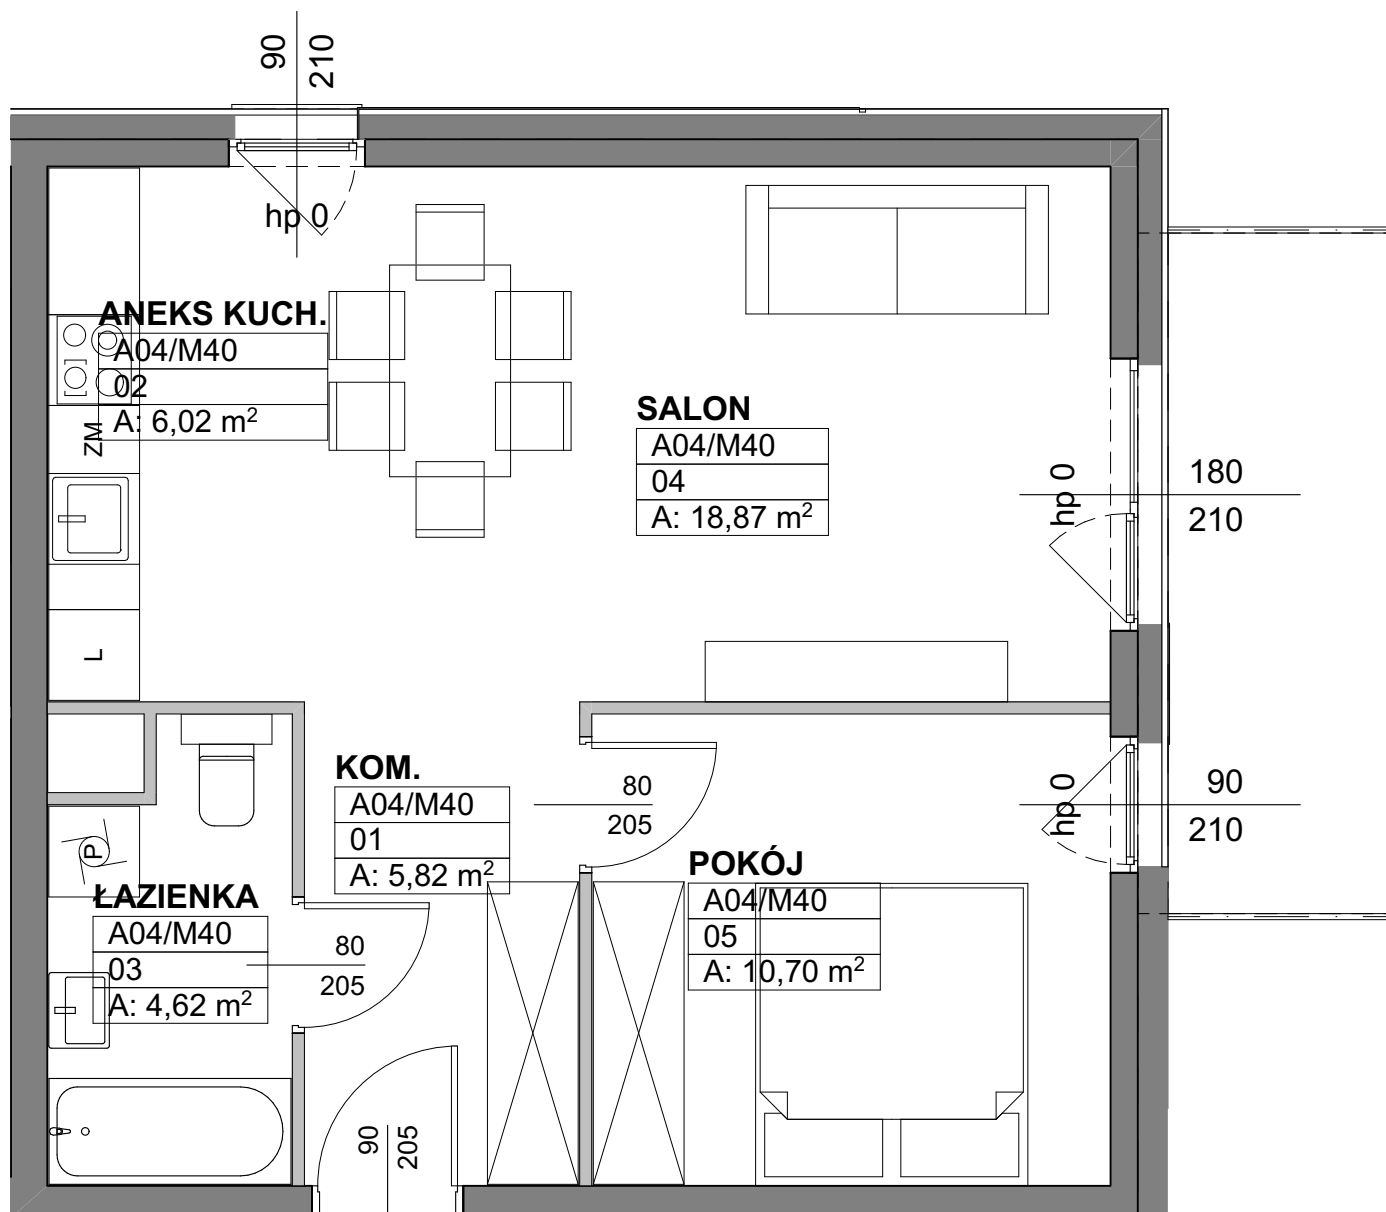 90
210
hp 0
ANEKS KUCH.
A04/M40
02
A: 6,02 m²
ZM
L
SALON
A04/M40
04
A: 18,87 m²
hp 0
180
210
KOM.
A04/M40
01
A: 5,82 m²
80
205
hp 0
90
210
P
ŁAZIENKA
A04/M40
03
A: 4,62 m²
80
205
POKÓJ
A04/M40
05
A: 10,70 m²
90
205